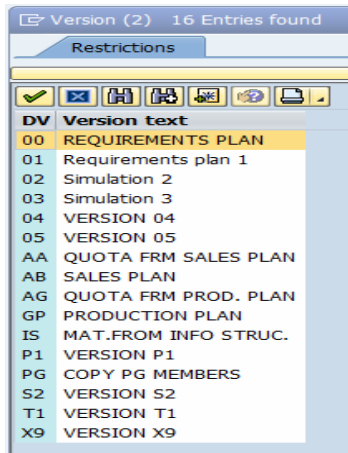 Version (2) 16 Entries found
Restrictions
DV Version text
00 REQUIREMENTS PLAN
01 Requirements plan 1
02 Simulation 2
03 Simulation 3
04 VERSION 04
05 VERSION 05
AA QUOTA FRM SALES PLAN
AB SALES PLAN
AG QUOTA FRM PROD. PLAN
GP PRODUCTION PLAN
IS MAT.FROM INFO STRUC.
P1 VERSION P1
PG COPY PG MEMBERS
S2 VERSION S2
T1 VERSION T1
X9 VERSION X9